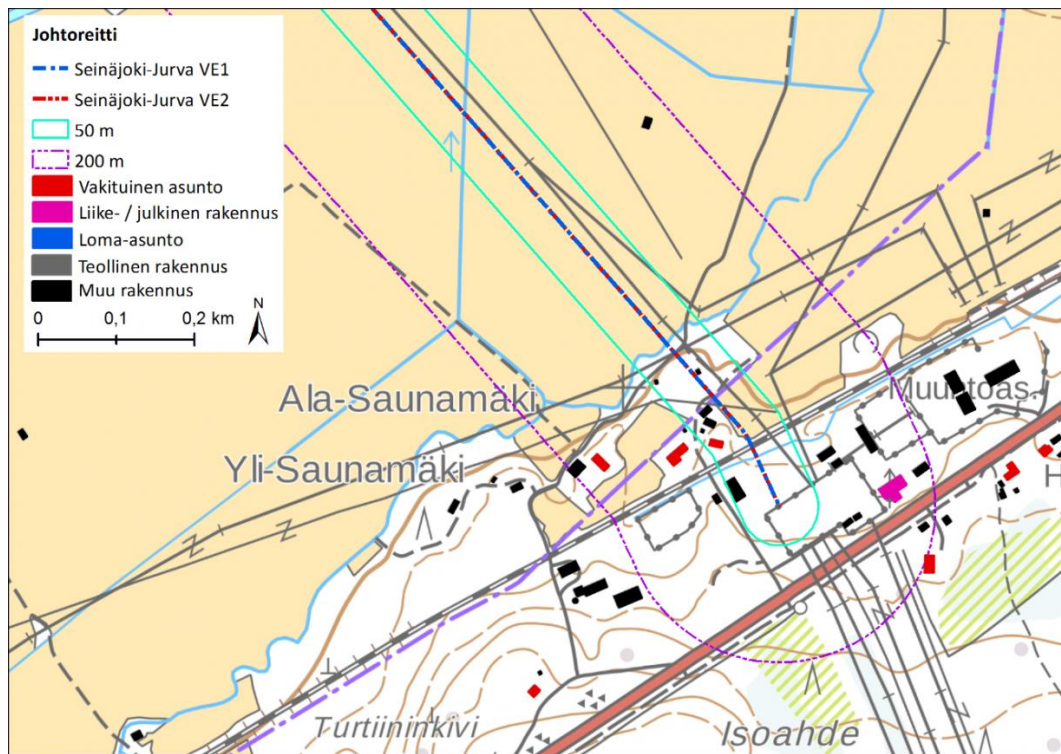 Johtoreitti
Seinäjoki-Jurva VE1
Seinäjoki-Jurva VE2
50 m
200 m
Vakituinen asunto
Liike- / julkinen rakennus
Loma-asunto
Teollinen rakennus
Muu rakennus
N
0 0,1 0,2 km
Ala-Saunamäki
Muuntoas.
Yli-Saunamäki
H
Turtiininkivi
Isoahde